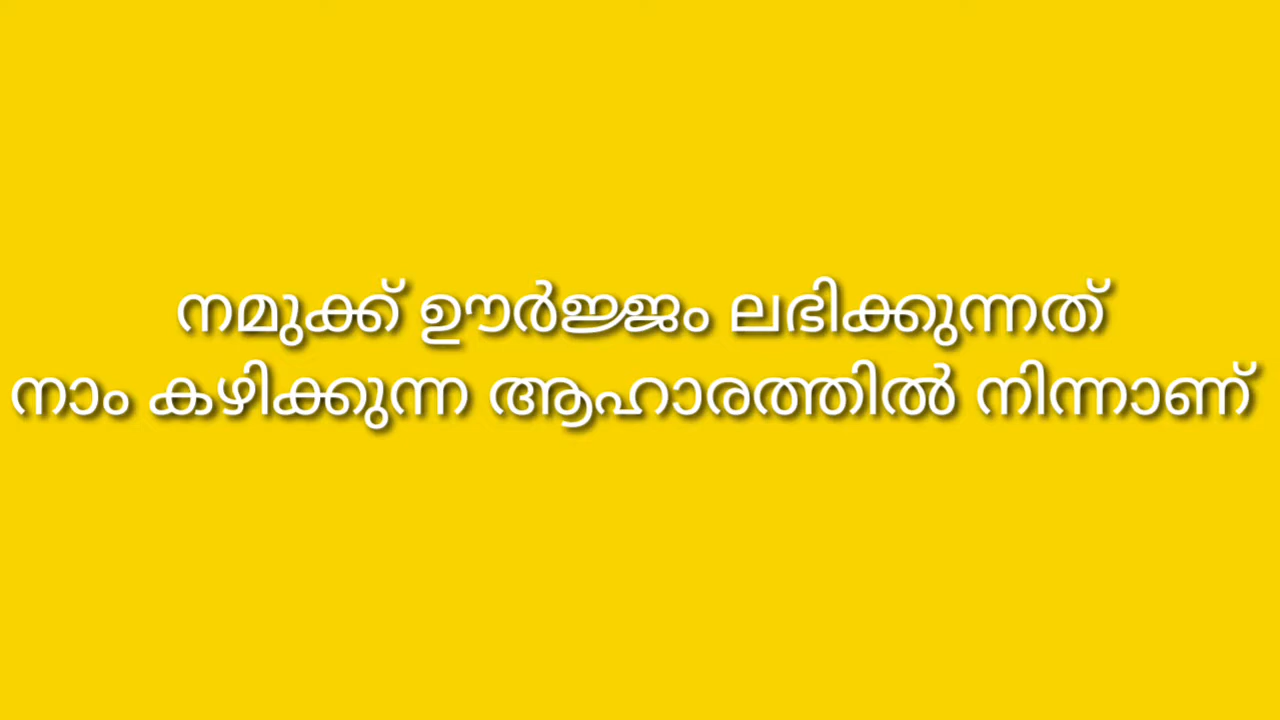 നമുക്ക് ഊർജ്ജം ലഭിക്കുന്നത്
നാം കഴിക്കുന്ന ആഹാരത്തിൽ നിന്നാണ്